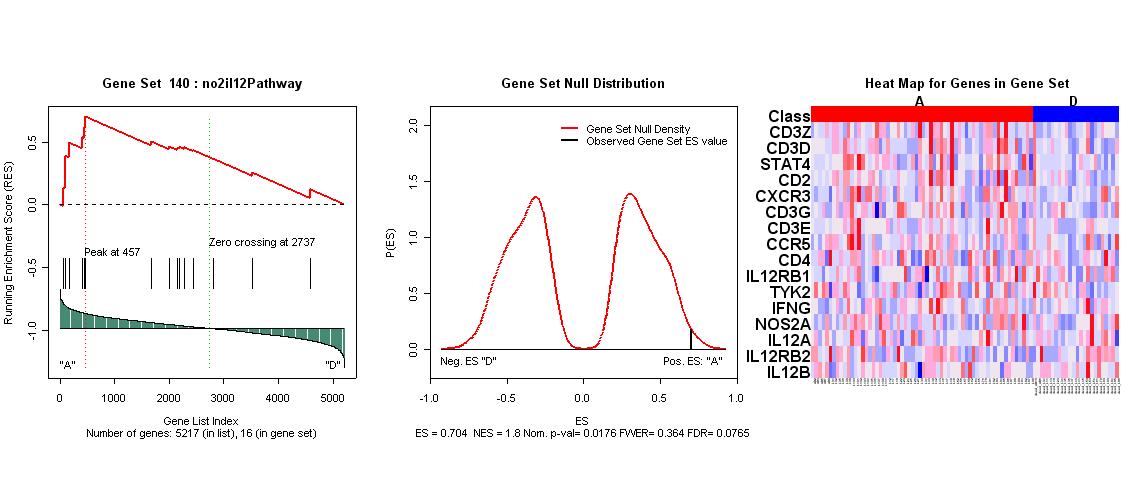 Gene Set 140 : no2il12Pathway
Running Enrichment Score (RES)
0.5
0.0
-0.5
-1.0
Peak at 457
Zero crossing at 2737
"A"
"D"
0 1000 2000 3000 4000 5000
Gene List Index
Number of genes: 5217 (in list), 16 (in gene set)
Gene Set Null Distribution
P(ES)
2.0
1.5
1.0
0.5
0.0
Gene Set Null Density
Observed Gene Set ES value
Neg. ES "D"
Pos. ES: "A"
-1.0 -0.5 0.0 0.5 1.0
ES
ES = 0.704 NES = 1.8 Nom. p-val= 0.0176 FWER= 0.364 FDR= 0.0765
Heat Map for Genes in Gene Set
A D
Class
CD3Z
CD3D
STAT4
CD2
CXCR3
CD3G
CD3E
CCR5
CD4
IL12RB1
TYK2
IFNG
NOS2A
IL12A
IL12RB2
IL12B